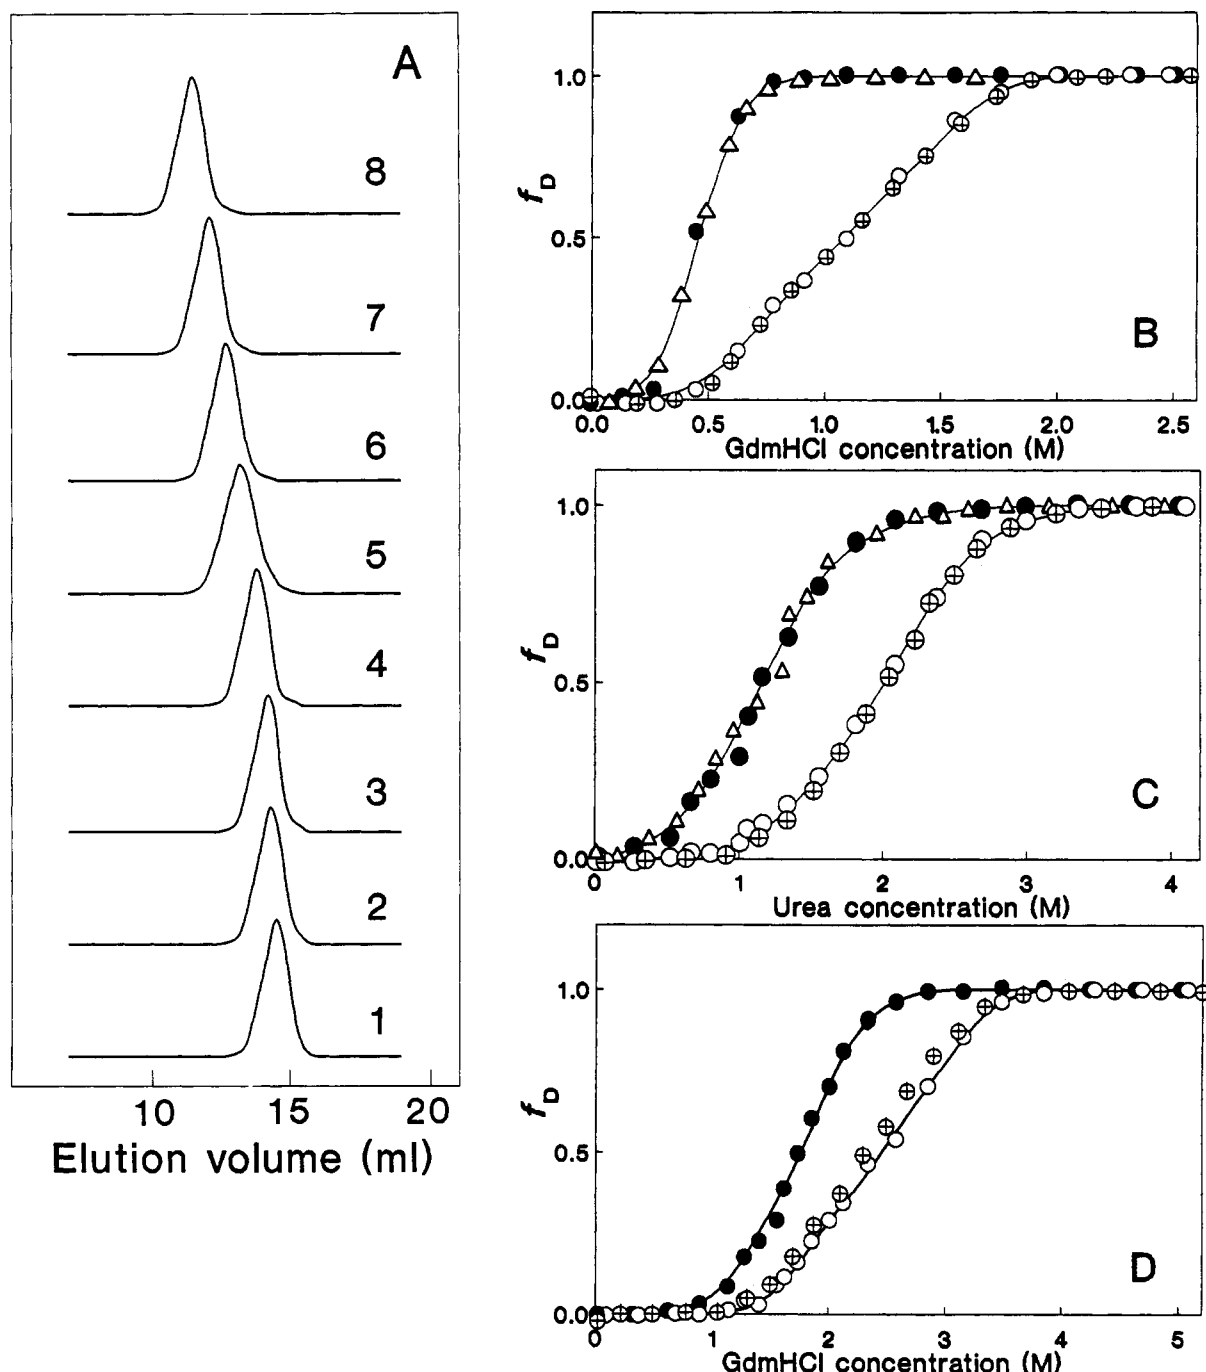 A
8
7
6
5
4
3
2
1
10 15 20
Elution volume (ml)
f_D
1.0
0.5
0.0
B
0.0 0.5 1.0 1.5 2.0 2.5
GdmHCl concentration (M)
f_D
1.0
0.5
0.0
C
0 1 2 3 4
Urea concentration (M)
f_D
1.0
0.5
0.0
D
0 1 2 3 4 5
GdmHCl concentration (M)